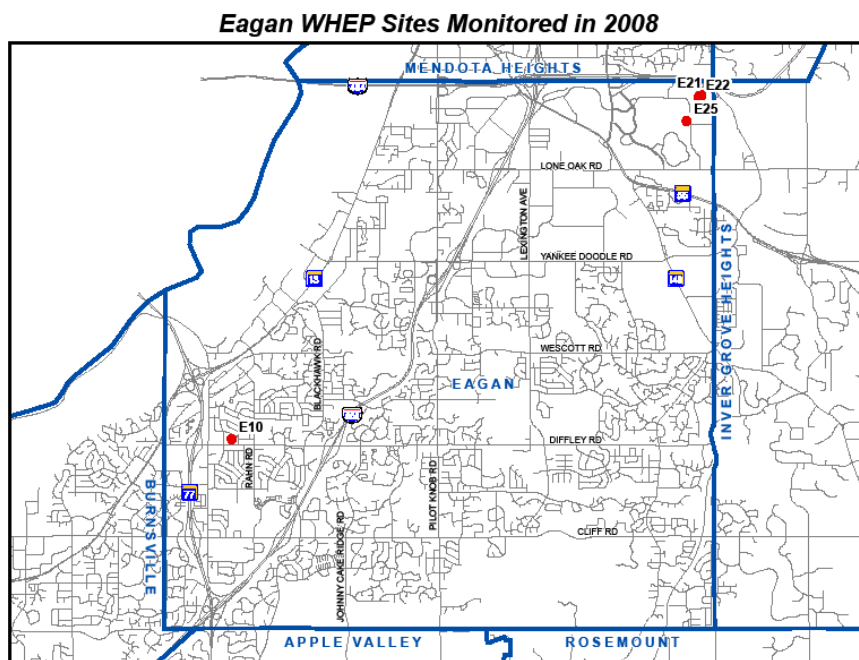 Eagan WHEP Sites Monitored in 2008
MENDOTA HEIGHTS
E21
E22
E25
LONE OAK RD
LEXINGTON AVE
YANKEE DOODLE RD
INVER GROVE HEIGHTS
WESCOTT RD
BLACKHAWK RD
EAGAN
E10
DIFFLEY RD
RAHN RD
PILOT KNOB RD
77
BURNSVILLE
JOHNNY CAKE RIDGE RD
CLIFF RD
APPLE VALLEY
ROSEMOUNT